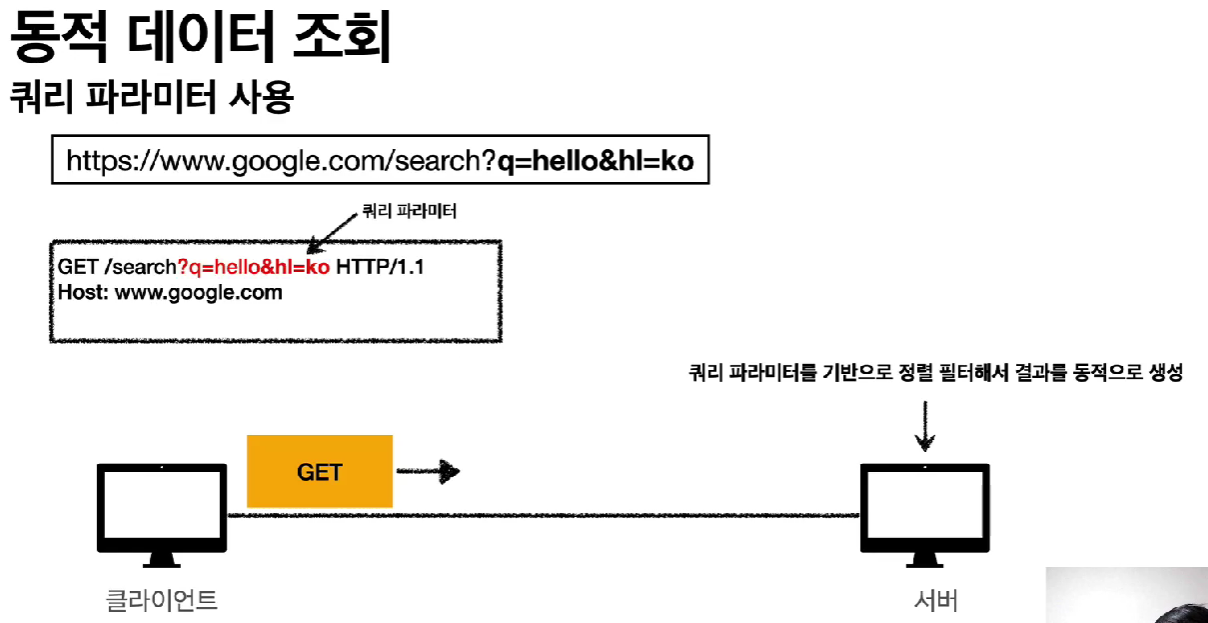 동적 데이터 조회
쿼리 파라미터 사용
https://www.google.com/search?q=hello&hl=ko
쿼리 파라미터
GET /search?q=hello&hl=ko HTTP/1.1
Host: www.google.com
쿼리 파라미터를 기반으로 정렬 필터해서 결과를 동적으로 생성
GET
클라이언트
서버